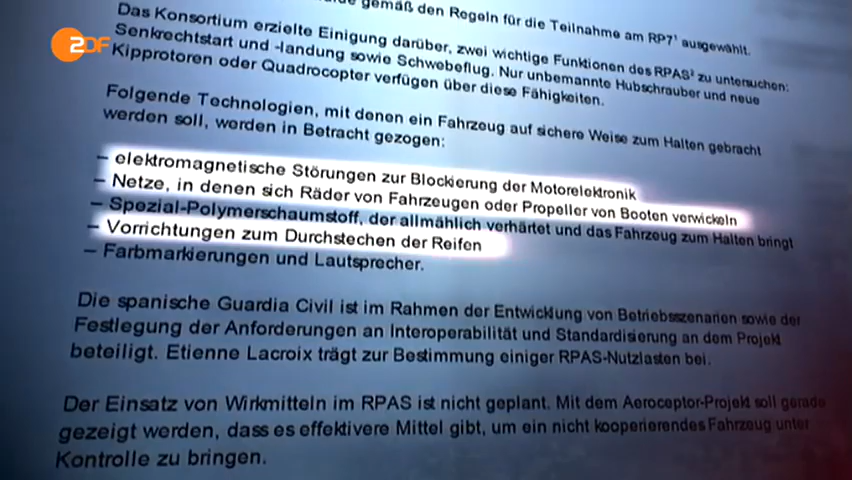 gemäß den Regeln für die Teilnahme am RP7¹ ausgewählt.
ZDF
Das Konsortium erzielte Einigung darüber, zwei wichtige Funktionen des RPAS² zu untersuchen:
Senkrechtstart und -landung sowie Schwebeflug. Nur unbemannte Hubschrauber und neue
Kipprotoren oder Quadrocopter verfügen über diese Fähigkeiten.
Folgende Technologien, mit denen ein Fahrzeug auf sichere Weise zum Halten gebracht
werden soll, werden in Betracht gezogen:
– elektromagnetische Störungen zur Blockierung der Motorelektronik
– Netze, in denen sich Räder von Fahrzeugen oder Propeller von Booten verwickeln
– Spezial-Polymerschaumstoff, der allmählich verhärtet und das Fahrzeug zum Halten bringt
– Vorrichtungen zum Durchstechen der Reifen
– Farbmarkierungen und Lautsprecher.
Die spanische Guardia Civil ist im Rahmen der Entwicklung von Betriebsszenarien sowie der
Festlegung der Anforderungen an Interoperabilität und Standardisierung an dem Projekt
beteiligt. Etienne Lacroix trägt zur Bestimmung einiger RPAS-Nutzlasten bei.
Der Einsatz von Wirkmitteln im RPAS ist nicht geplant. Mit dem Aeroceptor-Projekt soll gerade
gezeigt werden, dass es effektivere Mittel gibt, um ein nicht kooperierendes Fahrzeug unter
Kontrolle zu bringen.